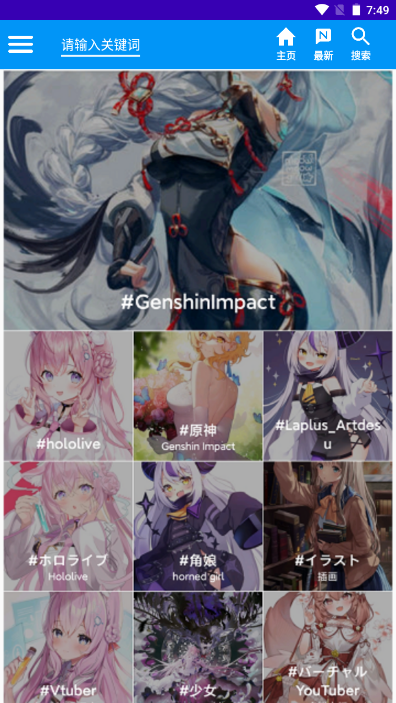 7:49
请输入关键词
主页
最新
搜索
#GenshinImpact
#hololive
#原神
Genshin Impact
#Laplus_Artdes
u
#ホロライブ
Hololive
#角娘
horned girl
#イラスト
插画
#Vtuber
#少女
#バーチャル
YouTuber